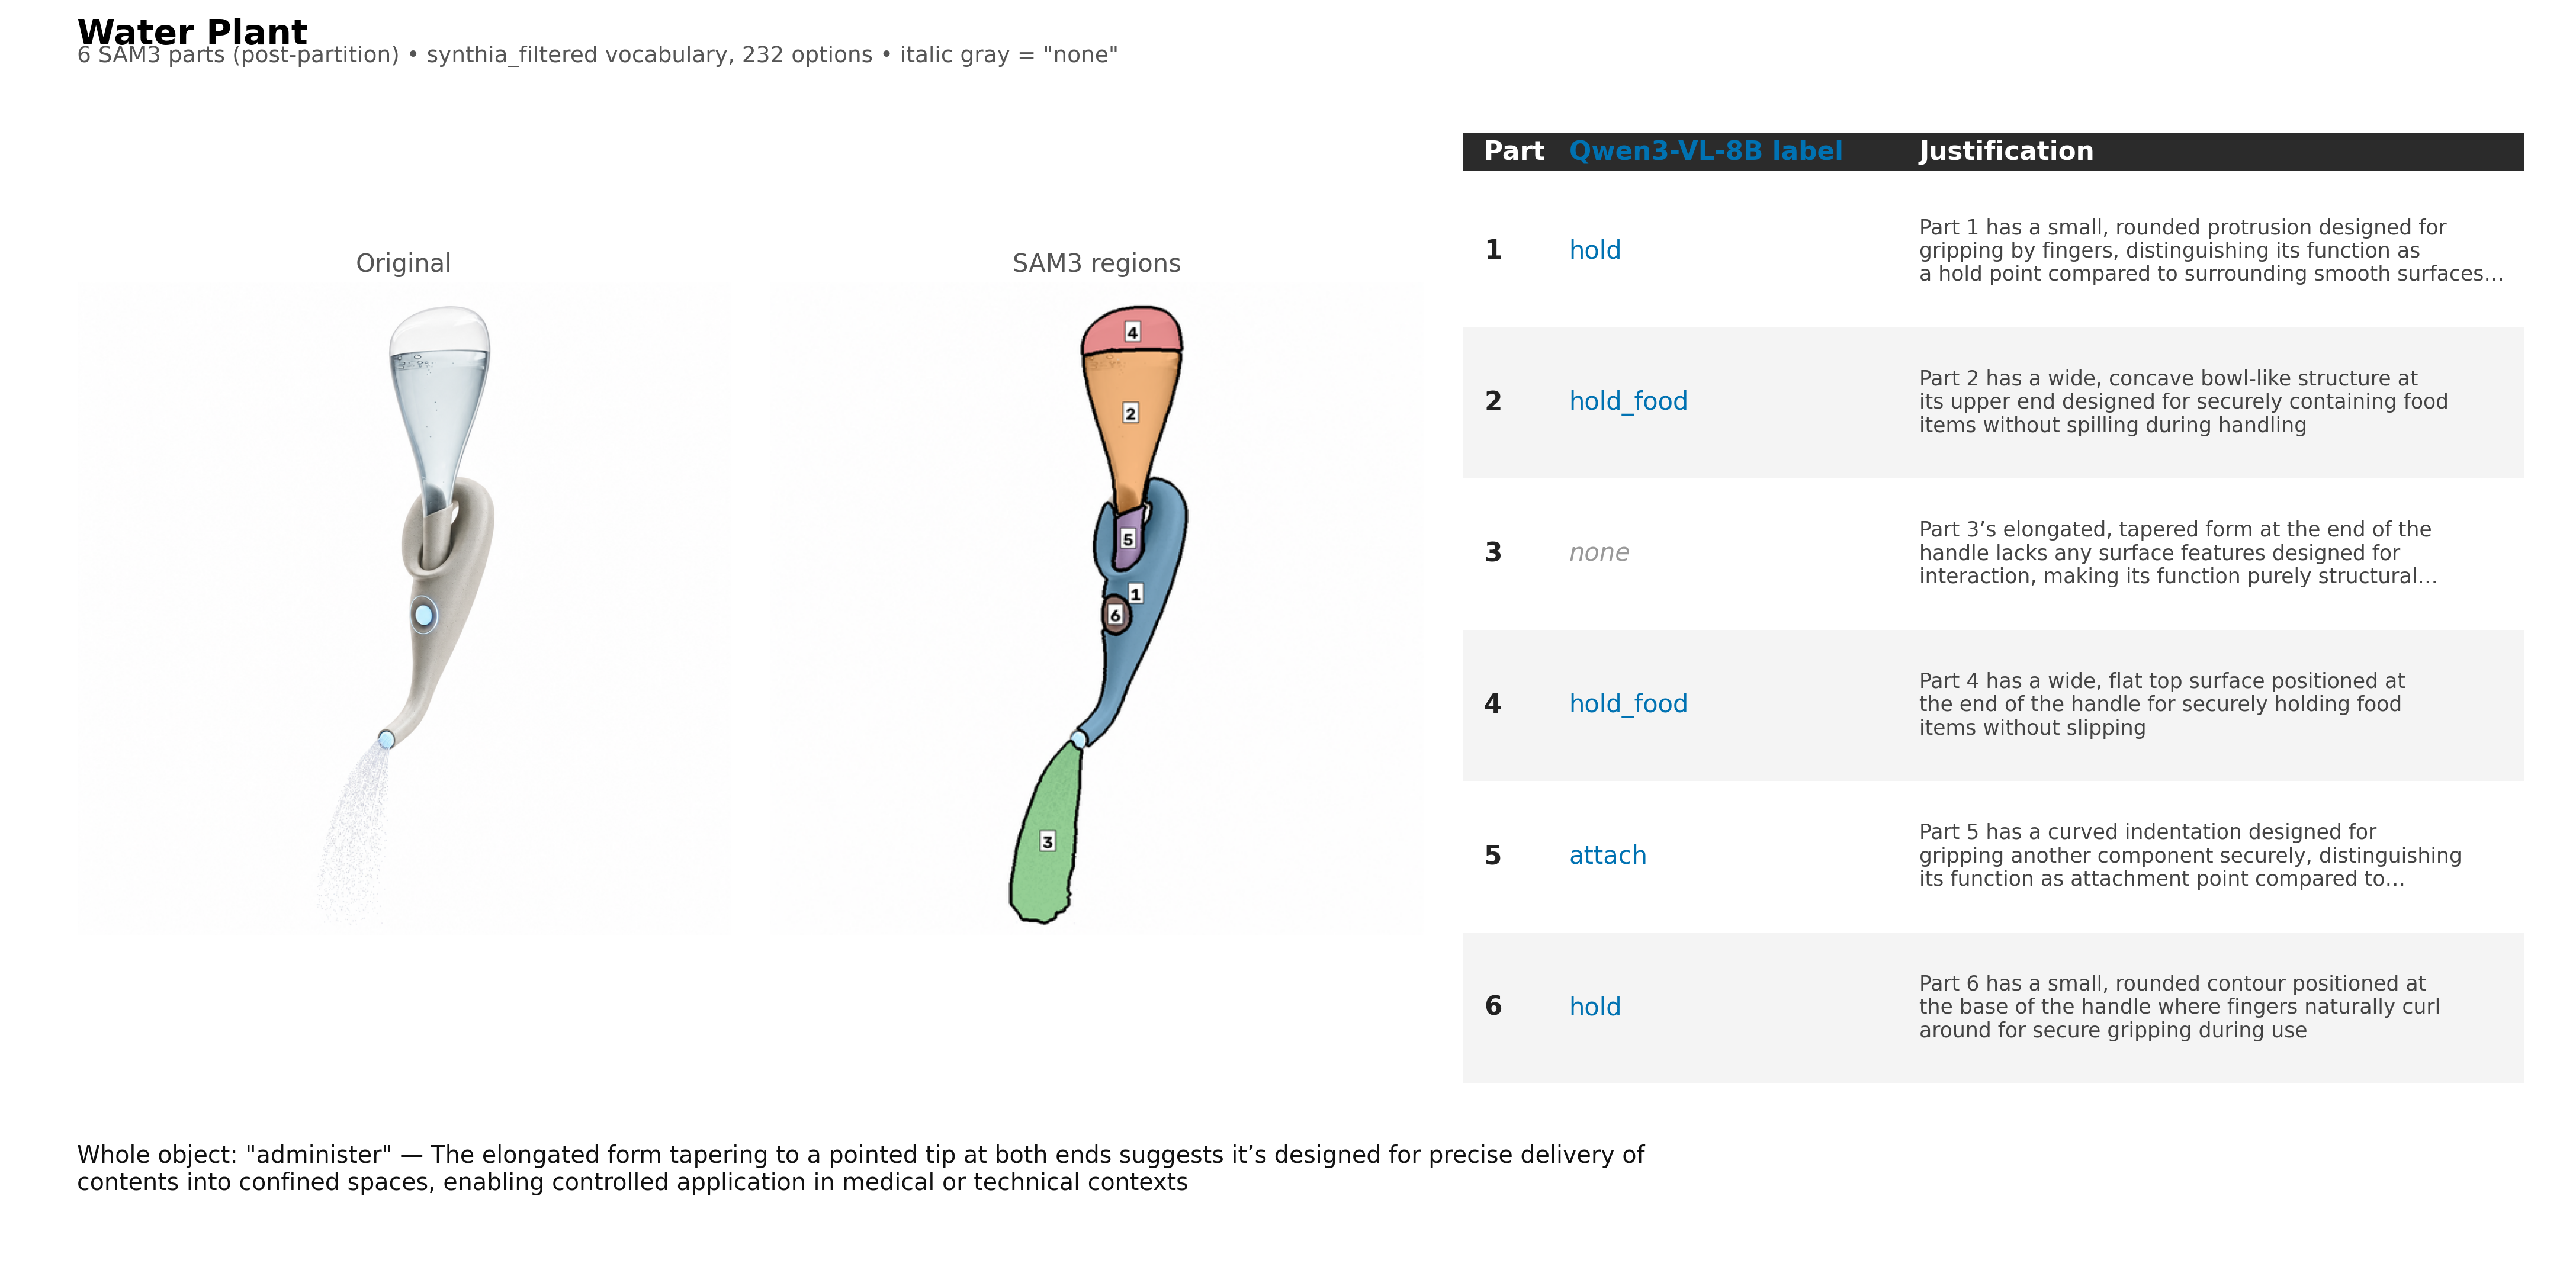 Water Plant
6 SAM3 parts (post-partition) • synthia_filtered vocabulary, 232 options • italic gray = "none"
Original
SAM3 regions
4
2
5
1
6
3
Part Qwen3-VL-8B label Justification
1 hold Part 1 has a small, rounded protrusion designed for
gripping by fingers, distinguishing its function as
a hold point compared to surrounding smooth surfaces…
2 hold_food Part 2 has a wide, concave bowl-like structure at
its upper end designed for securely containing food
items without spilling during handling
3 none Part 3’s elongated, tapered form at the end of the
handle lacks any surface features designed for
interaction, making its function purely structural…
4 hold_food Part 4 has a wide, flat top surface positioned at
the end of the handle for securely holding food
items without slipping
5 attach Part 5 has a curved indentation designed for
gripping another component securely, distinguishing
its function as attachment point compared to…
6 hold Part 6 has a small, rounded contour positioned at
the base of the handle where fingers naturally curl
around for secure gripping during use
Whole object: "administer" — The elongated form tapering to a pointed tip at both ends suggests it’s designed for precise delivery of
contents into confined spaces, enabling controlled application in medical or technical contexts